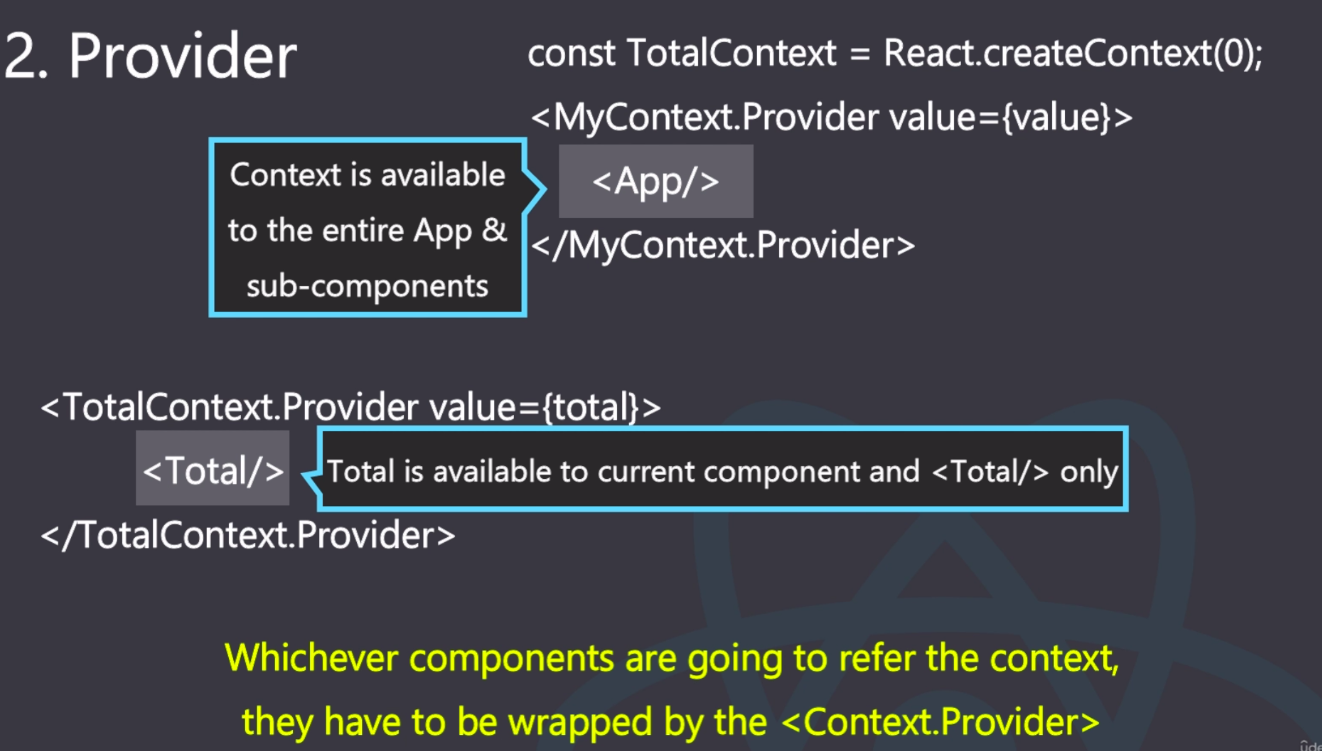 2. Provider
const TotalContext = React.createContext(0);
<MyContext.Provider value={value}>
<App/>
</MyContext.Provider>
Context is available
to the entire App &
sub-components
<TotalContext.Provider value={total}>
<Total/>
Total is available to current component and <Total/> only
</TotalContext.Provider>
Whichever components are going to refer the context,
they have to be wrapped by the <Context.Provider>